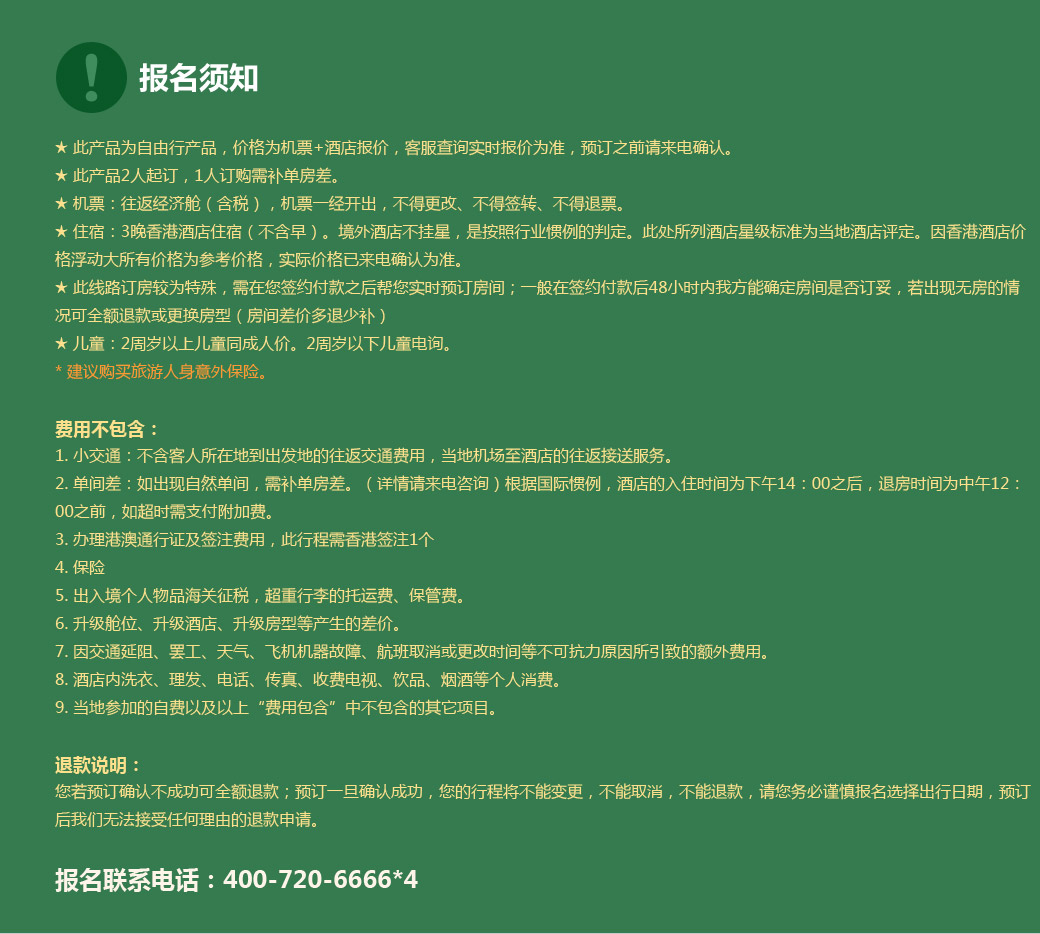 报名须知
★ 此产品为自由行产品，价格为机票+酒店报价，客服查询实时报价为准，预订之前请来电确认。
★ 此产品2人起订，1人订购需补单房差。
★ 机票：往返经济舱（含税），机票一经开出，不得更改、不得签转、不得退票。
★ 住宿：3晚香港酒店住宿（不含早）。境外酒店不挂星，是按照行业惯例的判定。此处所列酒店星级标准为当地酒店评定。因香港酒店价
格浮动大所有价格为参考价格，实际价格已来电确认为准。
★ 此线路订房较为特殊，需在您签约付款之后帮您实时预订房间；一般在签约付款后48小时内我方能确定房间是否订妥，若出现无房的情
况可全额退款或更换房型（房间差价多退少补）
★ 儿童：2周岁以上儿童同成人价。2周岁以下儿童电询。
* 建议购买旅游人身意外保险。
费用不包含：
1. 小交通：不含客人所在地到出发地的往返交通费用，当地机场至酒店的往返接送服务。
2. 单间差：如出现自然单间，需补单房差。（详情请来电咨询）根据国际惯例，酒店的入住时间为下午14：00之后，退房时间为中午12：
00之前，如超时需支付附加费。
3. 办理港澳通行证及签注费用，此行程需香港签注1个
4. 保险
5. 出入境个人物品海关征税，超重行李的托运费、保管费。
6. 升级舱位、升级酒店、升级房型等产生的差价。
7. 因交通延阻、罢工、天气、飞机机器故障、航班取消或更改时间等不可抗力原因所引致的额外费用。
8. 酒店内洗衣、理发、电话、传真、收费电视、饮品、烟酒等个人消费。
9. 当地参加的自费以及以上“费用包含”中不包含的其它项目。
退款说明：
您若预订确认不成功可全额退款；预订一旦确认成功，您的行程将不能变更，不能取消，不能退款，请您务必谨慎报名选择出行日期，预订
后我们无法接受任何理由的退款申请。
报名联系电话：400-720-6666*4